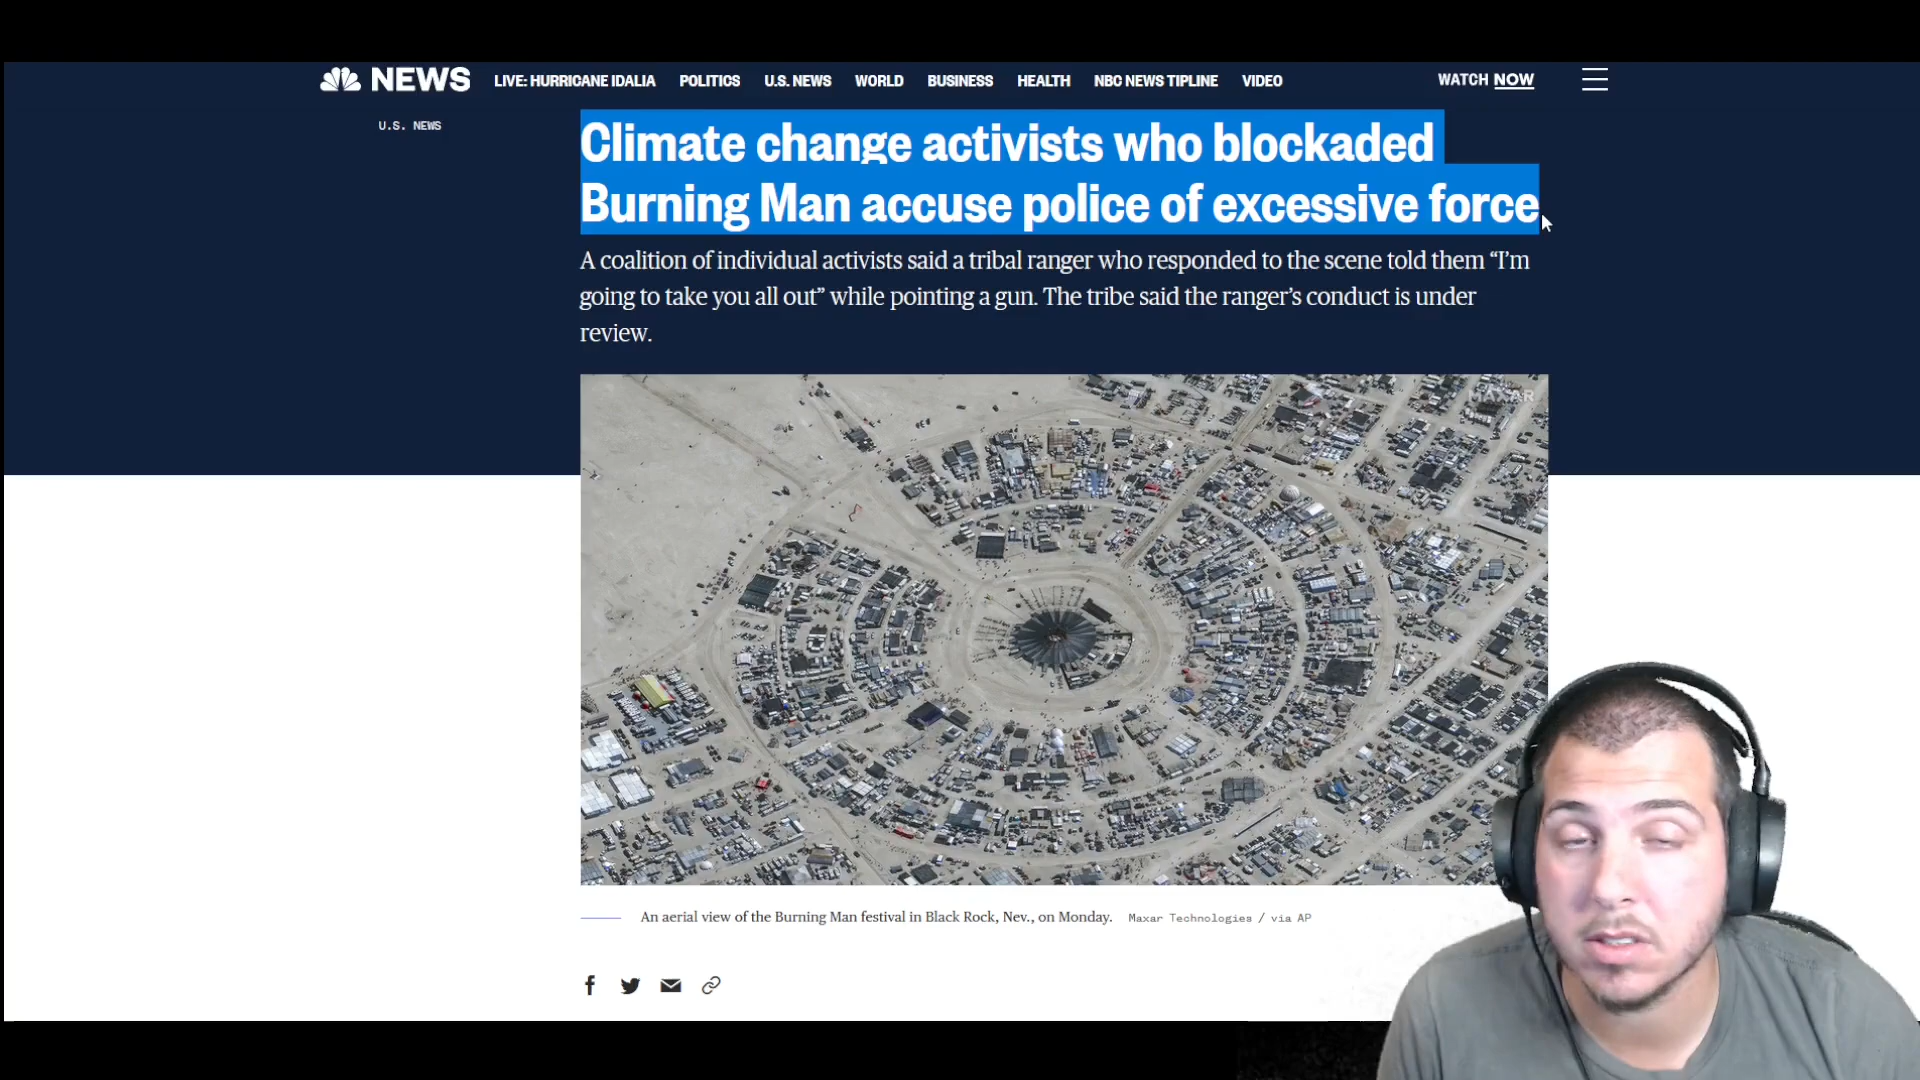 NEWS LIVE: HURRICANE IDALIA POLITICS U.S. NEWS WORLD BUSINESS HEALTH NBC NEWS TIPLINE VIDEO WATCH NOW
U.S. NEWS
Climate change activists who blockaded
Burning Man accuse police of excessive force
A coalition of individual activists said a tribal ranger who responded to the scene told them “I’m
going to take you all out” while pointing a gun. The tribe said the ranger’s conduct is under
review.
MAXAR
An aerial view of the Burning Man festival in Black Rock, Nev., on Monday. Maxar Technologies / via AP